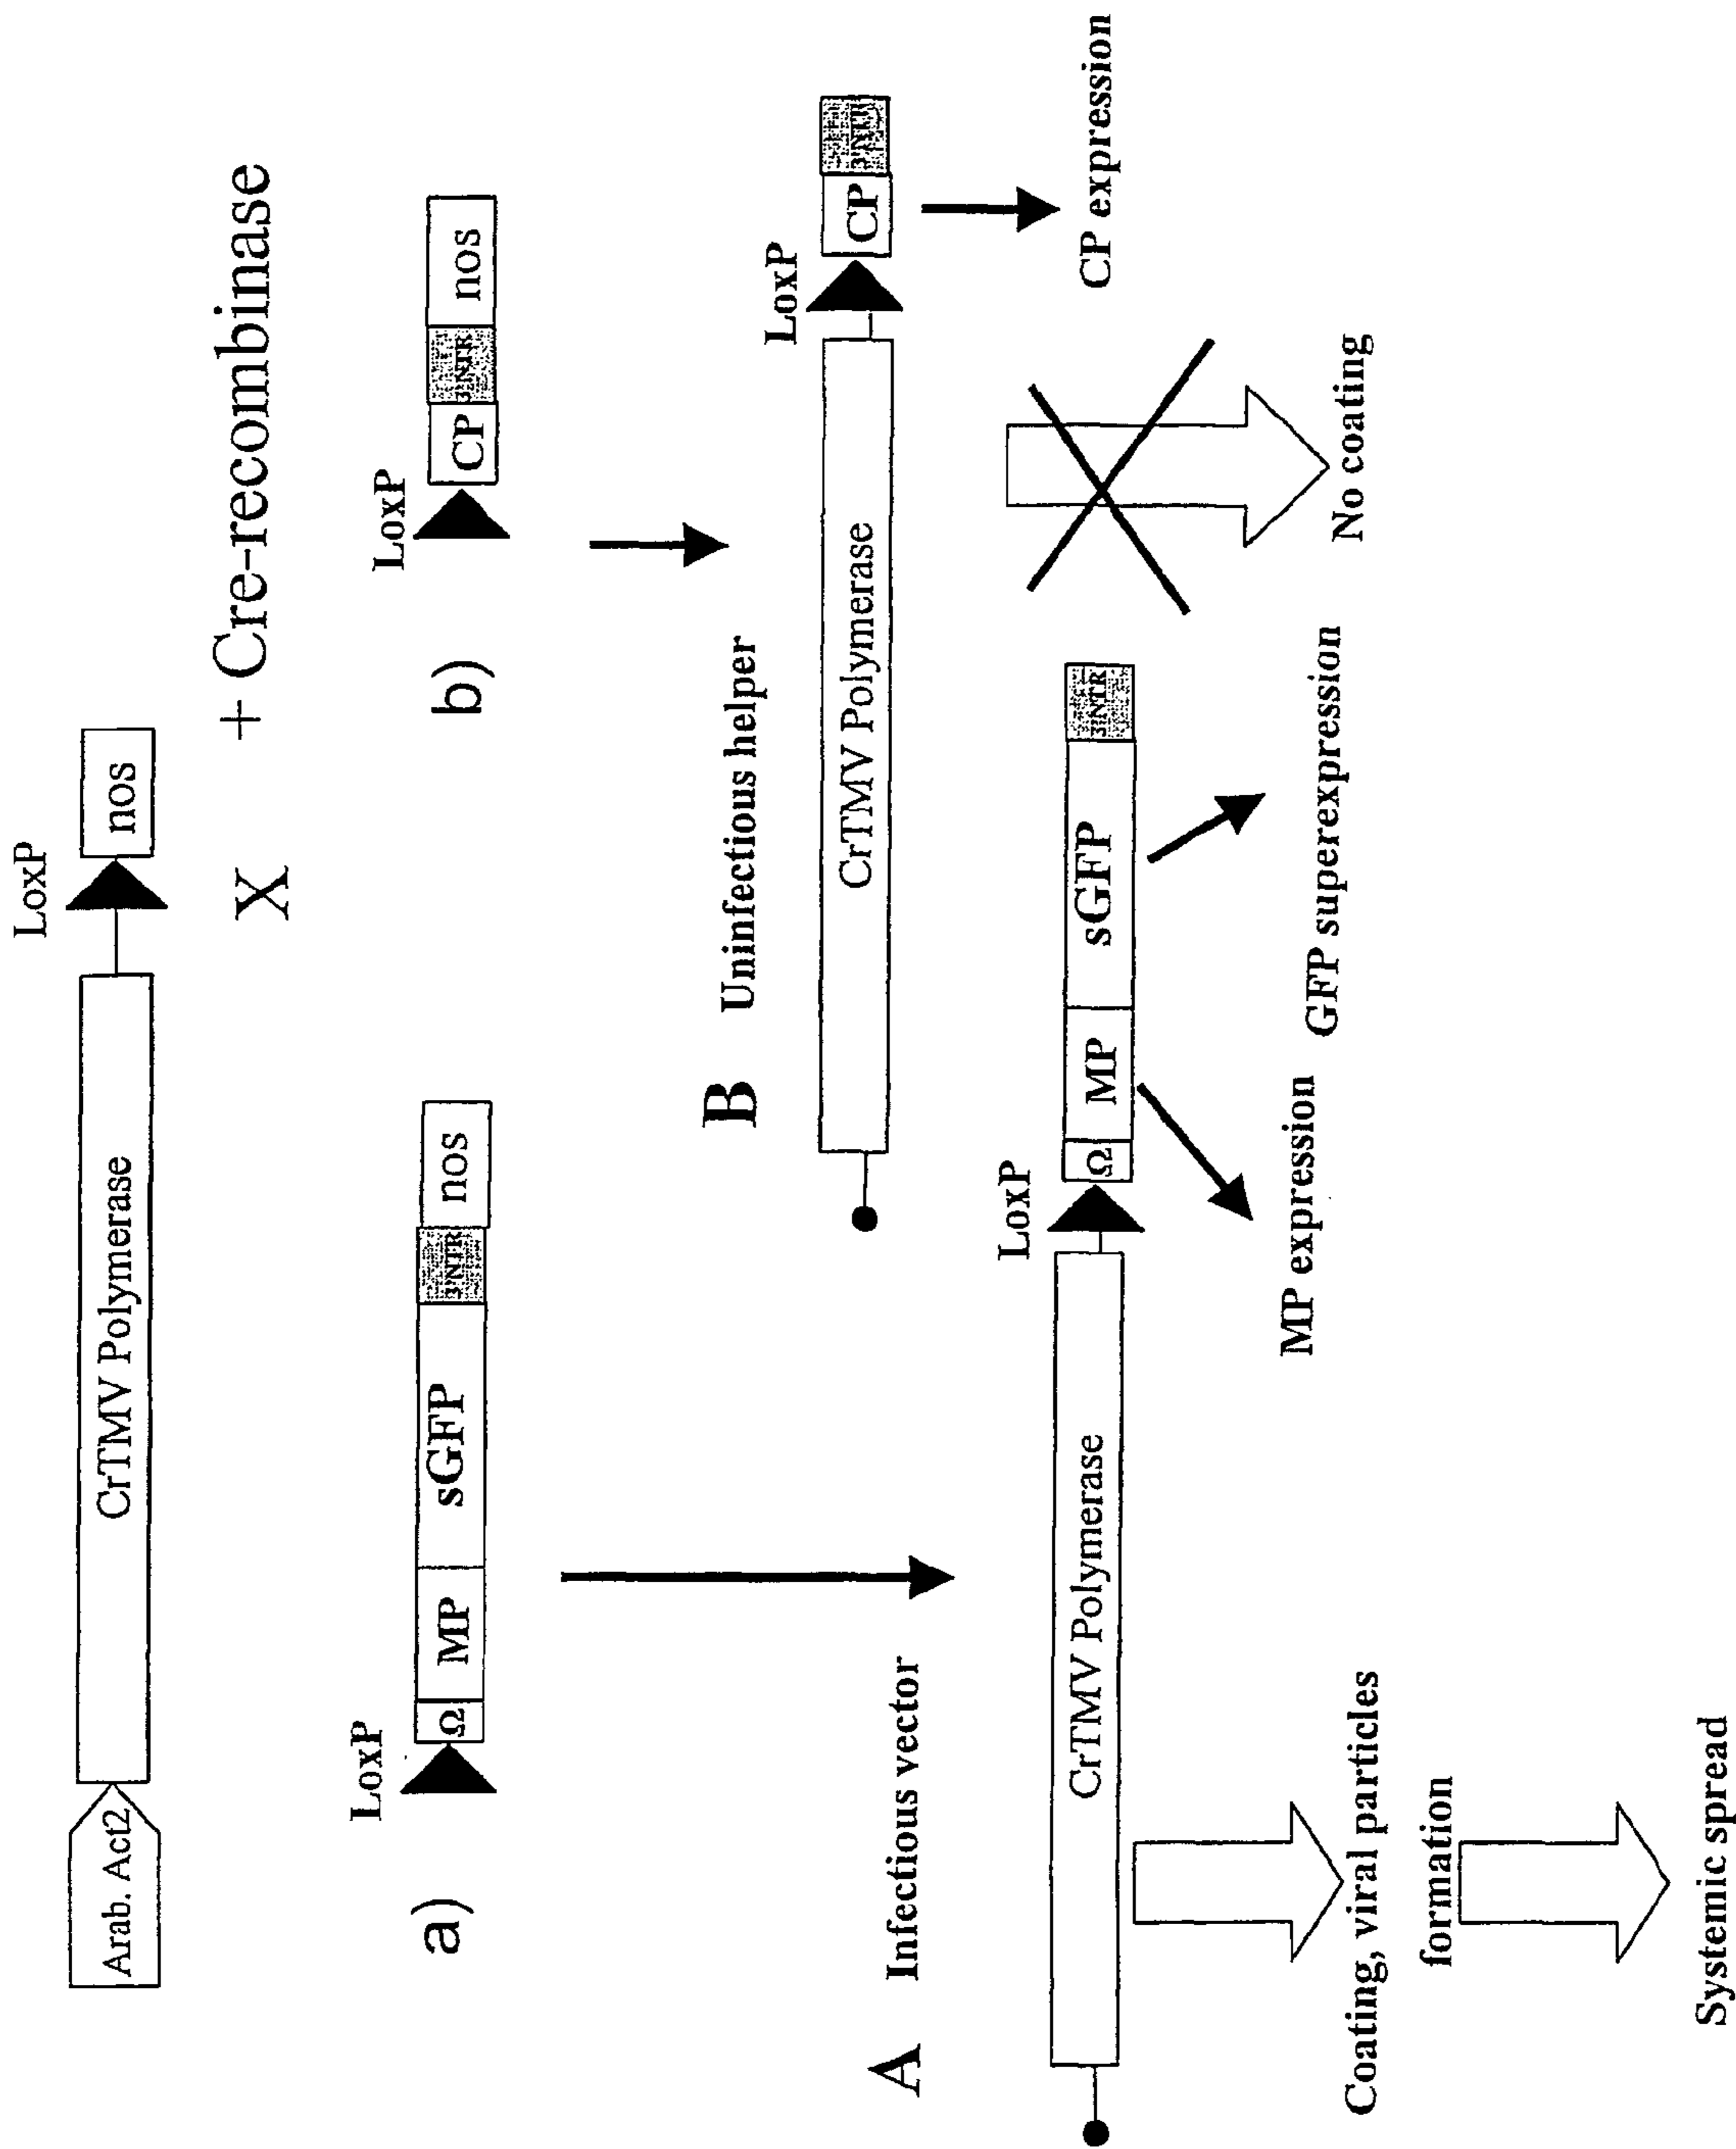 LoxP
Arab. Act2
CrTMV Polymerase
nos
X
+ Cre-recombinase
a)
LoxP
Ω
MP
sGFP
3'NTR
nos
b)
LoxP
CP
3'NTR
nos
B Uninfectious helper
LoxP
CrTMV Polymerase
CP
3'NTR
CP expression
No coating
A Infectious vector
LoxP
CrTMV Polymerase
Ω
MP
sGFP
3'NTR
MP expression
GFP superexpression
Coating, viral particles
formation
Systemic spread